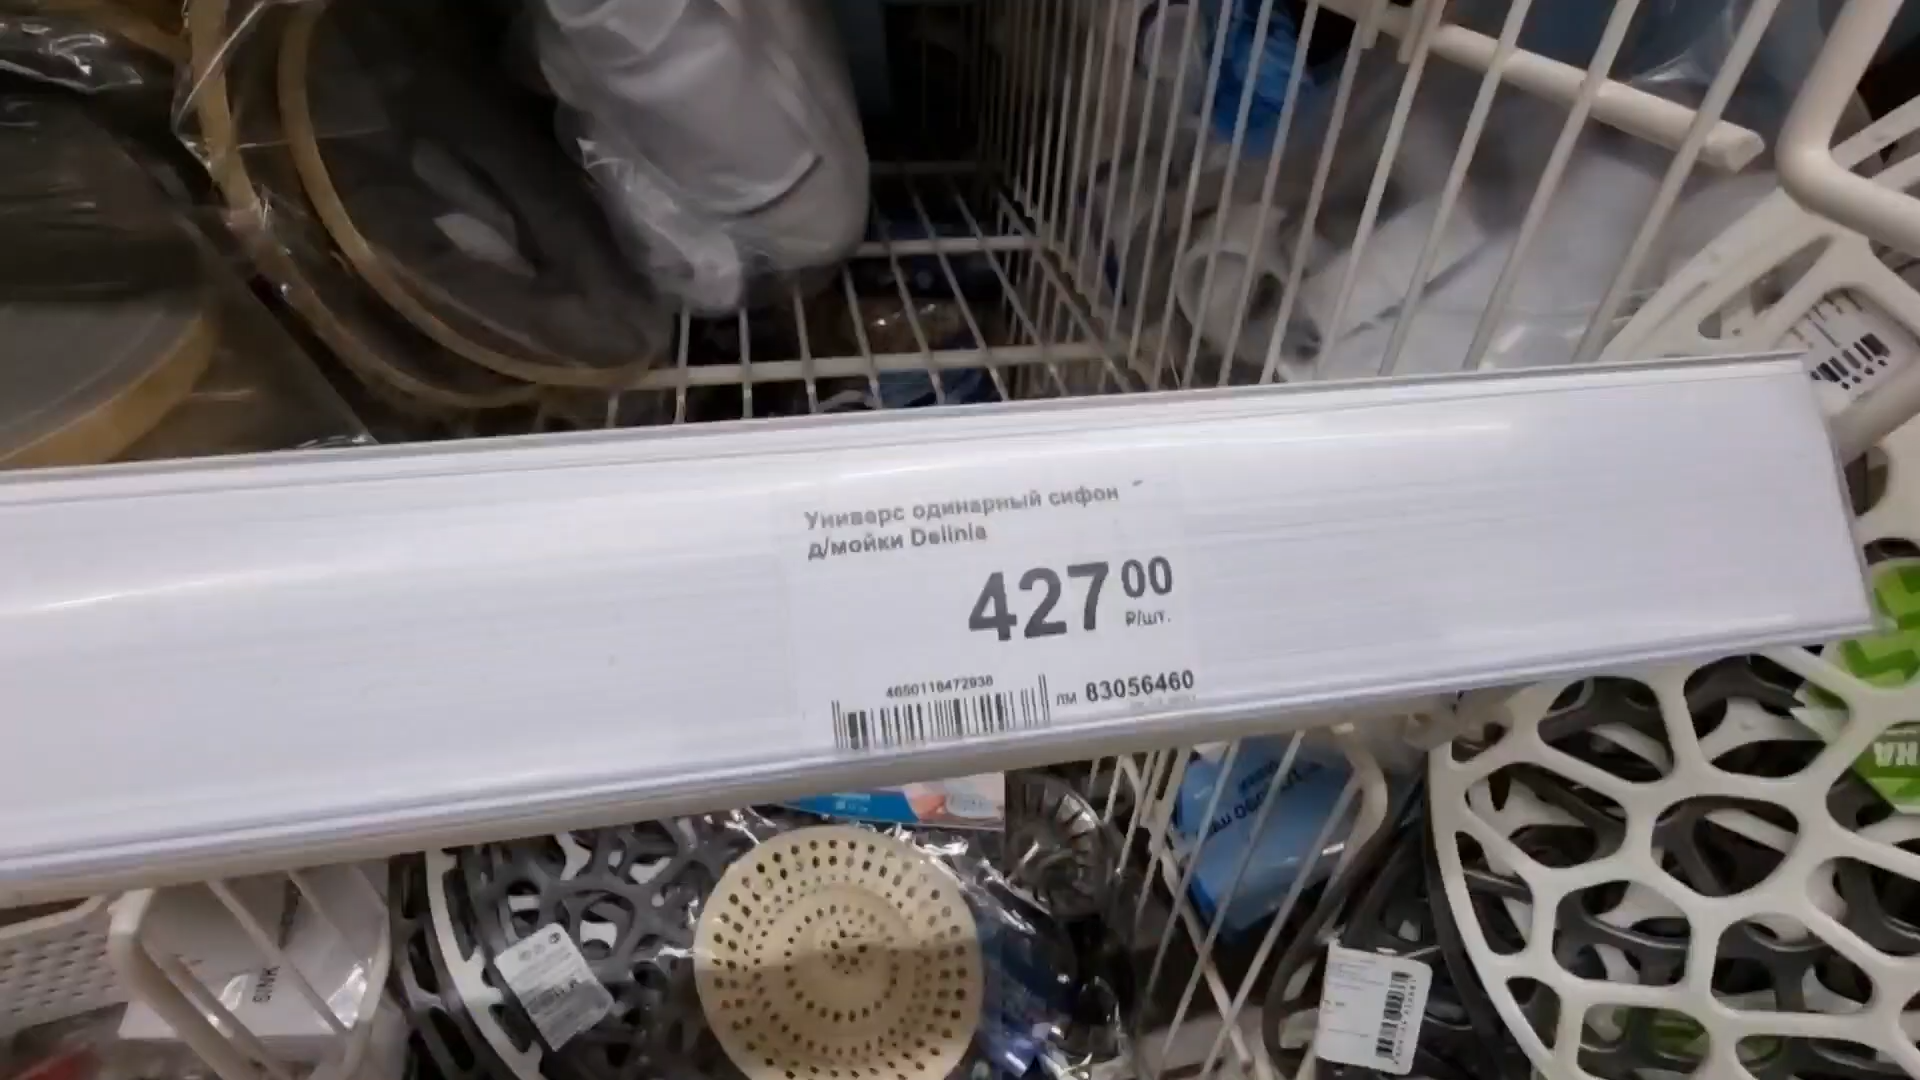 Универс одинарный сифон
д/мойки Delinia
427 00
₽/шт.
4650118472938
ЛМ 83056460